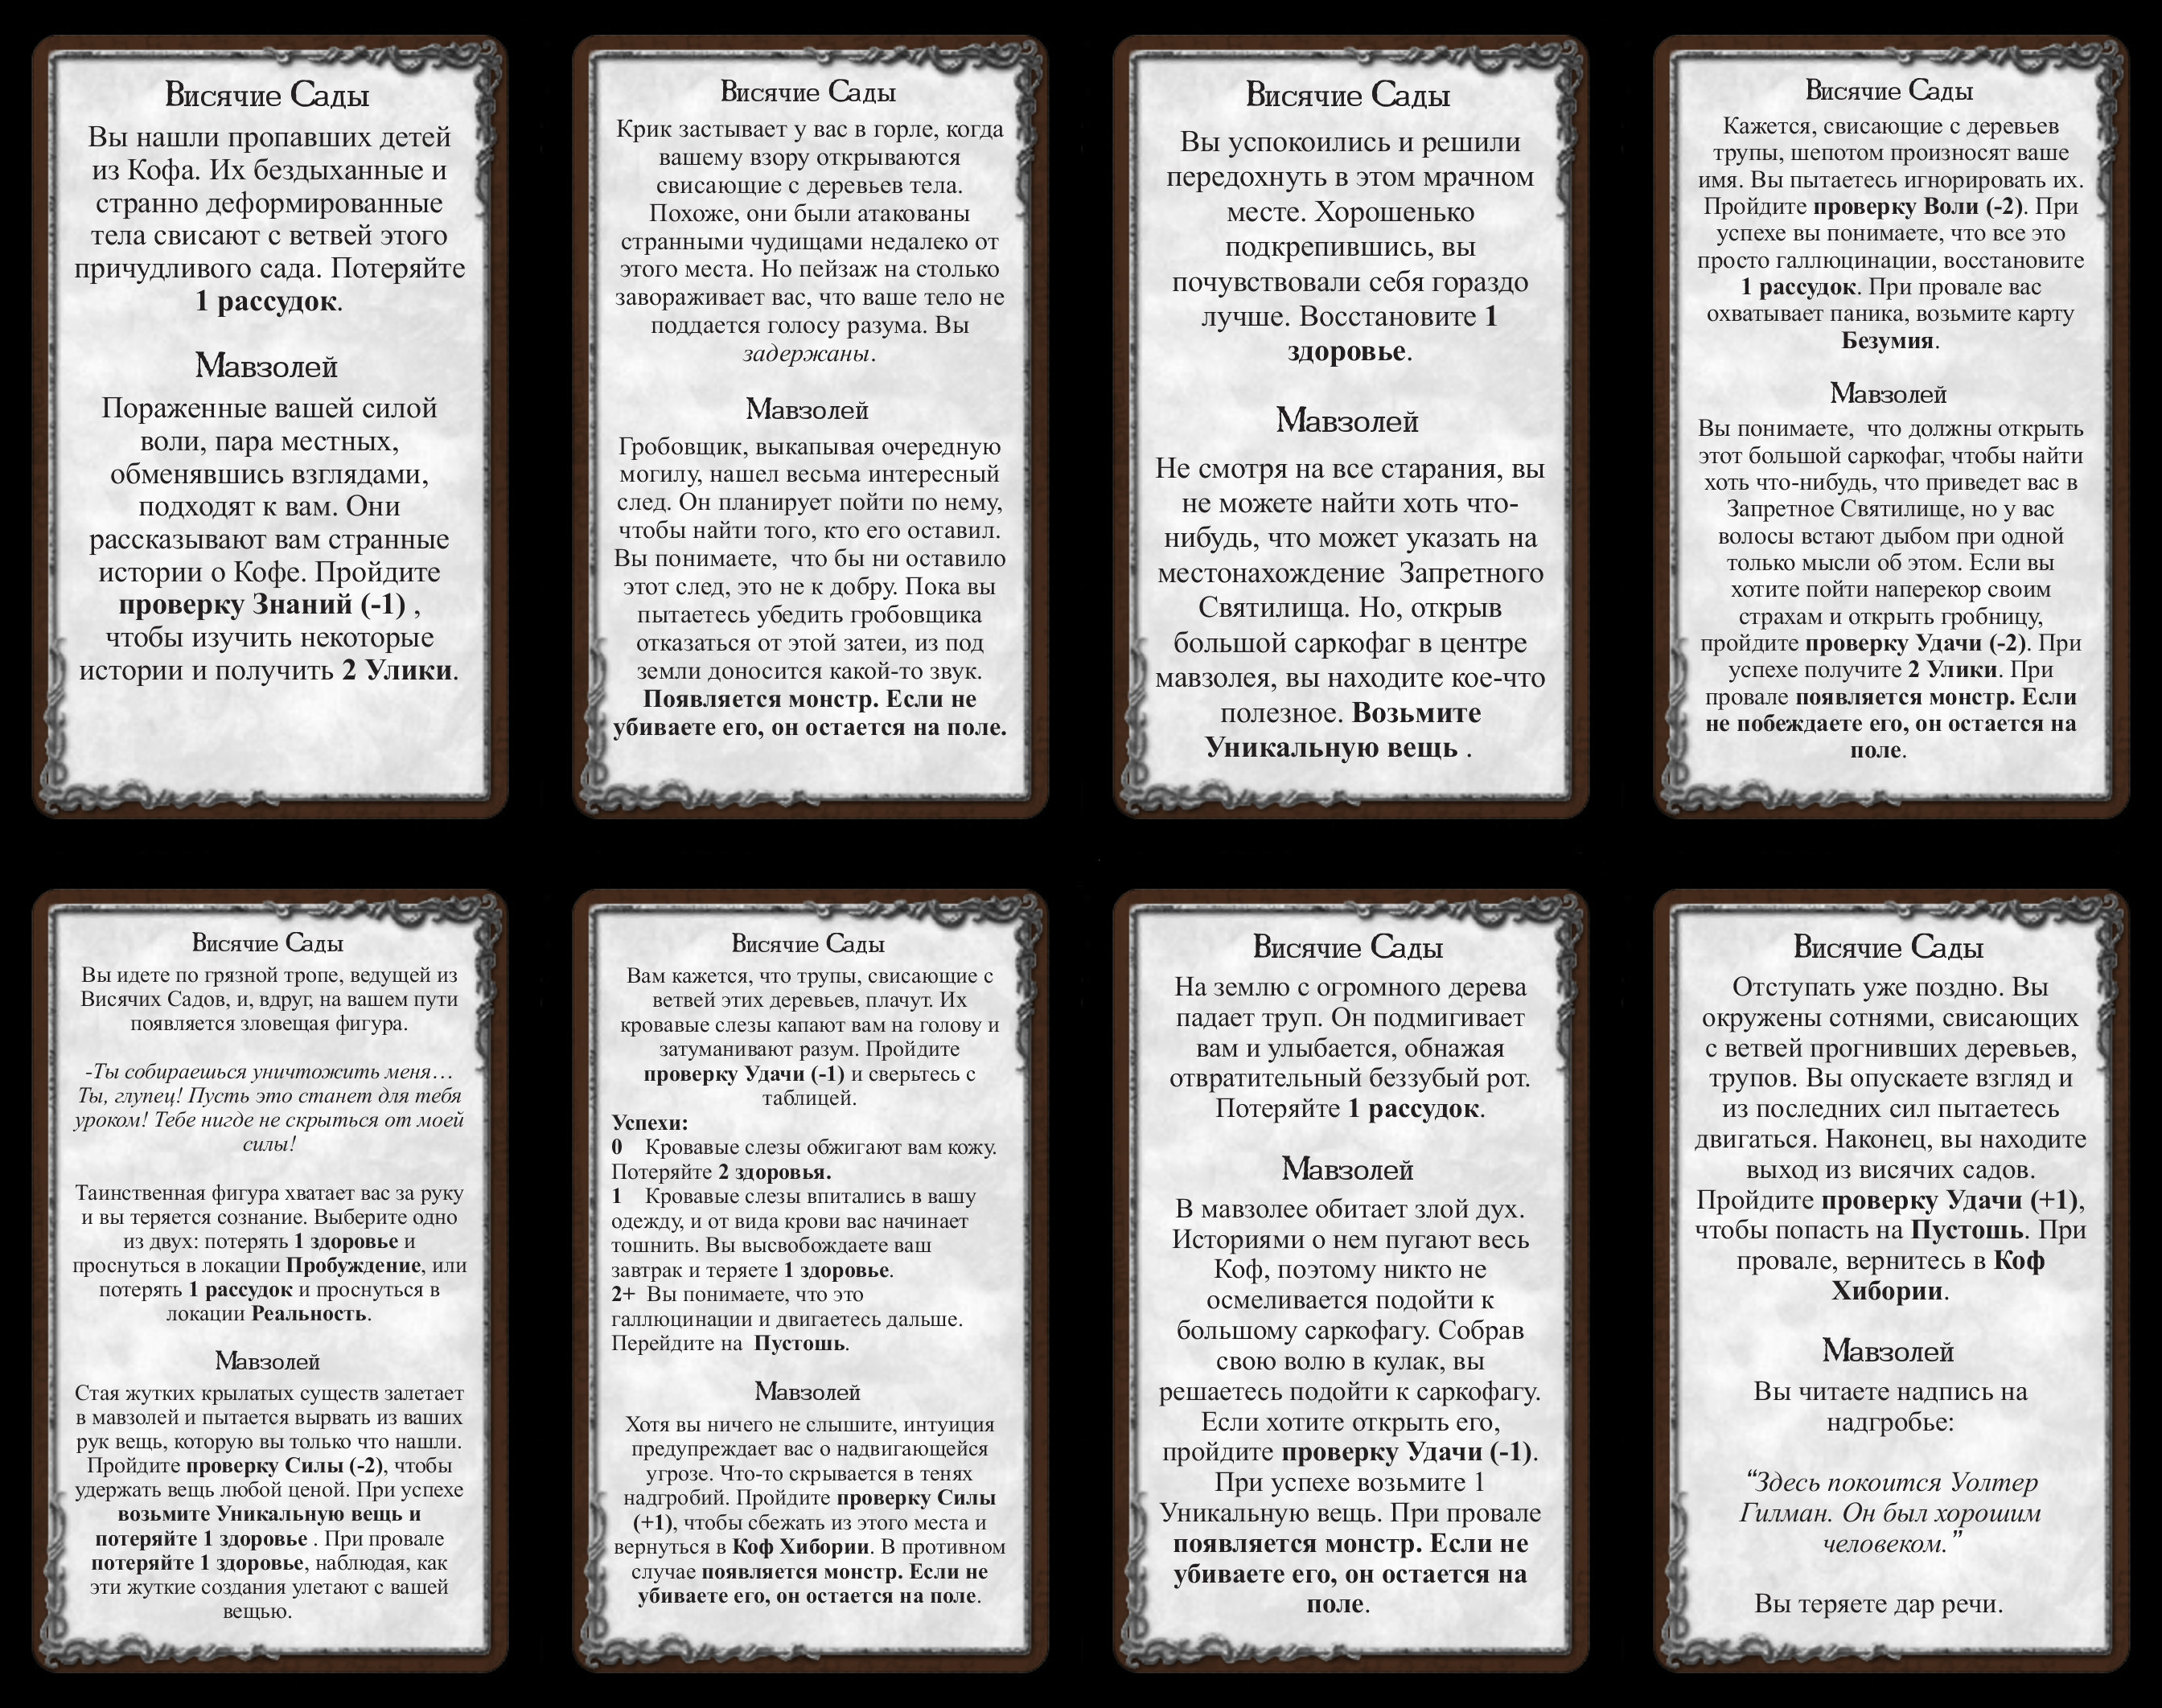 Висячие Сады
Вы нашли пропавших детей
из Кофа. Их бездыханные и
странно деформированные
тела свисают с ветвей этого
причудливого сада. Потеряйте
1 рассудок.
Мавзолей
Пораженные вашей силой
воли, пара местных,
обменявшись взглядами,
подходят к вам. Они
рассказывают вам странные
истории о Кофе. Пройдите
проверку Знаний (-1) ,
чтобы изучить некоторые
истории и получить 2 Улики.
Висячие Сады
Крик застывает у вас в горле, когда
вашему взору открываются
свисающие с деревьев тела.
Похоже, они были атакованы
странными чудищами недалеко от
этого места. Но пейзаж на столько
завораживает вас, что ваше тело не
поддается голосу разума. Вы
задержаны.
Мавзолей
Гробовщик, выкапывая очередную
могилу, нашел весьма интересный
след. Он планирует пойти по нему,
чтобы найти того, кто его оставил.
Вы понимаете,  что бы ни оставило
этот след, это не к добру. Пока вы
пытаетесь убедить гробовщика
отказаться от этой затеи, из под
земли доносится какой-то звук.
Появляется монстр. Если не
убиваете его, он остается на поле.
Висячие Сады
Вы успокоились и решили
передохнуть в этом мрачном
месте. Хорошенько
подкрепившись, вы
почувствовали себя гораздо
лучше. Восстановите 1
здоровье.
Мавзолей
Не смотря на все старания, вы
не можете найти хоть что-
нибудь, что может указать на
местонахождение  Запретного
Святилища. Но, открыв
большой саркофаг в центре
мавзолея, вы находите кое-что
полезное. Возьмите
Уникальную вещь .
Висячие Сады
Кажется, свисающие с деревьев
трупы, шепотом произносят ваше
имя. Вы пытаетесь игнорировать их.
Пройдите проверку Воли (-2). При
успехе вы понимаете, что все это
просто галлюцинации, восстановите
1 рассудок. При провале вас
охватывает паника, возьмите карту
Безумия.
Мавзолей
Вы понимаете,  что должны открыть
этот большой саркофаг, чтобы найти
хоть что-нибудь, что приведет вас в
Запретное Святилище, но у вас
волосы встают дыбом при одной
только мысли об этом. Если вы
хотите пойти наперекор своим
страхам и открыть гробницу,
пройдите проверку Удачи (-2). При
успехе получите 2 Улики. При
провале появляется монстр. Если
не побеждаете его, он остается на
поле.
Висячие Сады
Вы идете по грязной тропе, ведущей из
Висячих Садов, и, вдруг, на вашем пути
появляется зловещая фигура.
-Ты собираешься уничтожить меня…
Ты, глупец! Пусть это станет для тебя
уроком! Тебе нигде не скрыться от моей
силы!
Таинственная фигура хватает вас за руку
и вы теряется сознание. Выберите одно
из двух: потерять 1 здоровье и
проснуться в локации Пробуждение, или
потерять 1 рассудок и проснуться в
локации Реальность.
Мавзолей
Стая жутких крылатых существ залетает
в мавзолей и пытается вырвать из ваших
рук вещь, которую вы только что нашли.
Пройдите проверку Силы (-2), чтобы
удержать вещь любой ценой. При успехе
возьмите Уникальную вещь и
потеряйте 1 здоровье . При провале
потеряйте 1 здоровье, наблюдая, как
эти жуткие создания улетают с вашей
вещью.
Висячие Сады
Вам кажется, что трупы, свисающие с
ветвей этих деревьев, плачут. Их
кровавые слезы капают вам на голову и
затуманивают разум. Пройдите
проверку Удачи (-1) и сверьтесь с
таблицей.
Успехи:
0    Кровавые слезы обжигают вам кожу.
Потеряйте 2 здоровья.
1    Кровавые слезы впитались в вашу
одежду, и от вида крови вас начинает
тошнить. Вы высвобождаете ваш
завтрак и теряете 1 здоровье.
2+  Вы понимаете, что это
галлюцинации и двигаетесь дальше.
Перейдите на  Пустошь.
Мавзолей
Хотя вы ничего не слышите, интуиция
предупреждает вас о надвигающейся
угрозе. Что-то скрывается в тенях
надгробий. Пройдите проверку Силы
(+1), чтобы сбежать из этого места и
вернуться в Коф Хибории. В противном
случае появляется монстр. Если не
убиваете его, он остается на поле.
Висячие Сады
На землю с огромного дерева
падает труп. Он подмигивает
вам и улыбается, обнажая
отвратительный беззубый рот.
Потеряйте 1 рассудок.
Мавзолей
В мавзолее обитает злой дух.
Историями о нем пугают весь
Коф, поэтому никто не
осмеливается подойти к
большому саркофагу. Собрав
свою волю в кулак, вы
решаетесь подойти к саркофагу.
Если хотите открыть его,
пройдите проверку Удачи (-1).
При успехе возьмите 1
Уникальную вещь. При провале
появляется монстр. Если не
убиваете его, он остается на
поле.
Висячие Сады
Отступать уже поздно. Вы
окружены сотнями, свисающих
с ветвей прогнивших деревьев,
трупов. Вы опускаете взгляд и
из последних сил пытаетесь
двигаться. Наконец, вы находите
выход из висячих садов.
Пройдите проверку Удачи (+1),
чтобы попасть на Пустошь. При
провале, вернитесь в Коф
Хибории.
Мавзолей
Вы читаете надпись на
надгробье:
“Здесь покоится Уолтер
Гилман. Он был хорошим
человеком.”
Вы теряете дар речи.